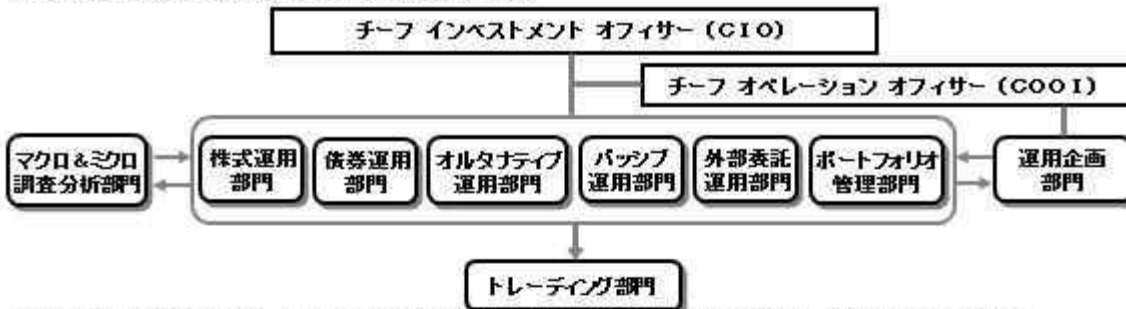 チーフ インベストメント オフィサー (CIO)
チーフ オペレーション オフィサー (COOI)
マクロ&ミクロ
調査分析部門
株式運用
部門
債券運用
部門
オルタナティブ
運用部門
パッシブ
運用部門
外部委託
運用部門
ポートフォリオ
管理部門
運用企画
部門
トレーディング部門